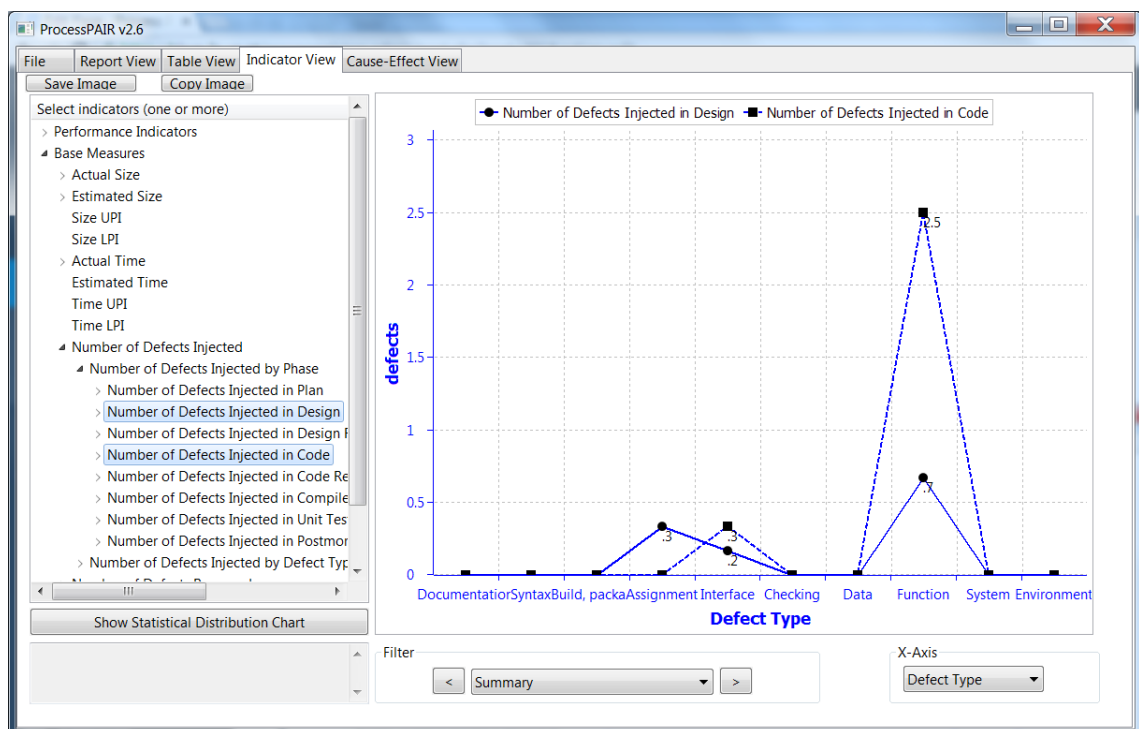 ProcessPAIR v2.6
File Report View Table View Indicator View Cause-Effect View
Save Image Copy Image
Select indicators (one or more)
Performance Indicators
Base Measures
Actual Size
Estimated Size
Size UPI
Size LPI
Actual Time
Estimated Time
Time UPI
Time LPI
Number of Defects Injected
Number of Defects Injected by Phase
Number of Defects Injected in Plan
Number of Defects Injected in Design
Number of Defects Injected in Design R
Number of Defects Injected in Code
Number of Defects Injected in Code Re
Number of Defects Injected in Compile
Number of Defects Injected in Unit Tes
Number of Defects Injected in Postmor
Number of Defects Injected by Defect Typ
Show Statistical Distribution Chart
Number of Defects Injected in Design Number of Defects Injected in Code
3
2.5
2
1.5
1
0.5
0
defects
2.5
.7
.3
.3
.2
Documentation Syntax Build, packa Assignment Interface Checking Data Function System Environment
Defect Type
Filter
< Summary >
X-Axis
Defect Type